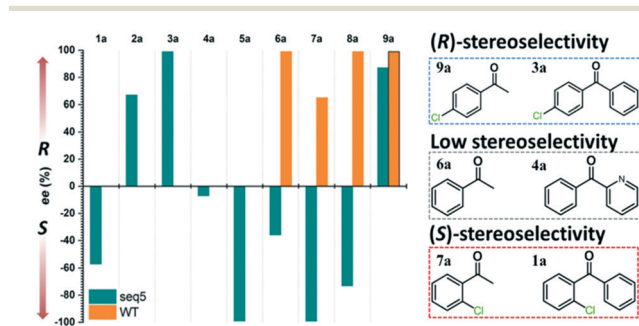 1a 2a 3a 4a 5a 6a 7a 8a 9a
100
80
60
40
20
0
-20
-40
-60
-80
-100
R
ee (%)
S
seq5
WT
(R)-stereoselectivity
9a 3a
O O
Cl Cl
Low stereoselectivity
6a 4a
O O N
(S)-stereoselectivity
7a 1a
O O
Cl Cl